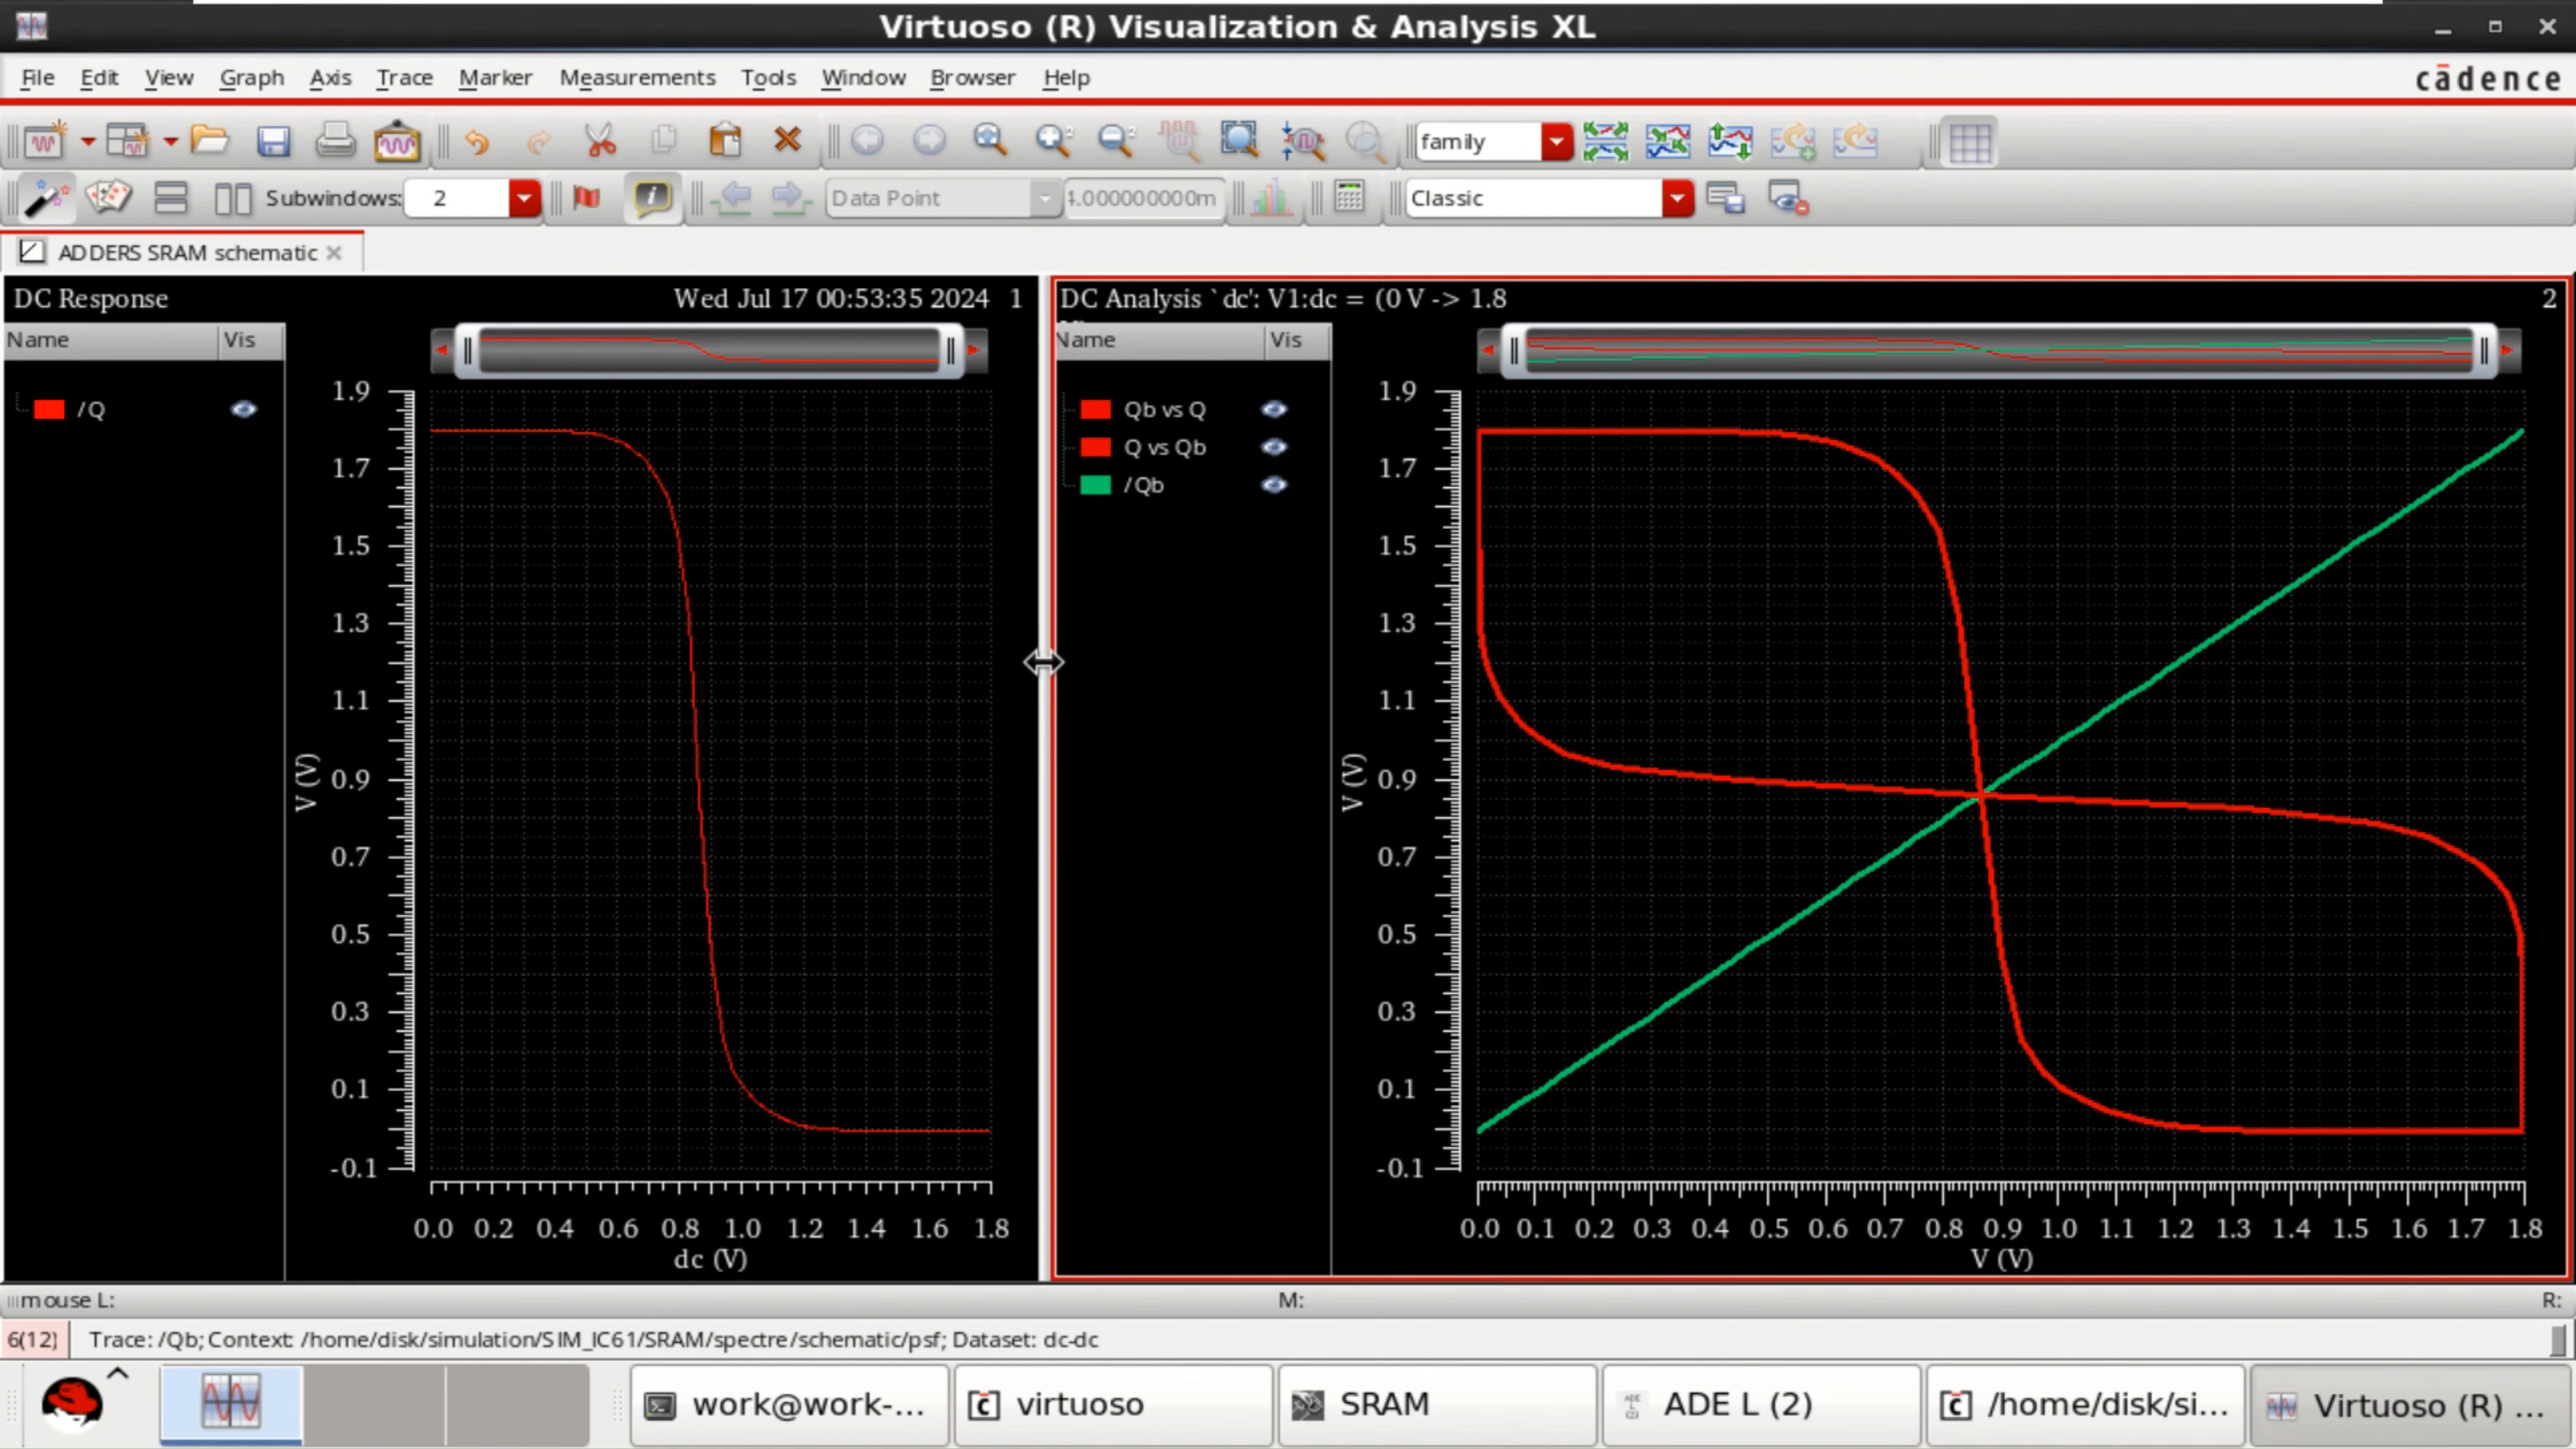 Virtuoso (R) Visualization & Analysis XL
File Edit View Graph Axis Trace Marker Measurements Tools Window Browser Help
cādence
family
Subwindows: 2
Data Point
.000000000m
Classic
ADDERS SRAM schematic
DC Response
Wed Jul 17 00:53:35 2024 1
Name Vis
/Q
1.9
1.7
1.5
1.3
1.1
0.9
0.7
0.5
0.3
0.1
-0.1
V (V)
0.0 0.2 0.4 0.6 0.8 1.0 1.2 1.4 1.6 1.8
dc (V)
DC Analysis `dc': V1:dc = (0 V -> 1.8
2
Name Vis
Qb vs Q
Q vs Qb
/Qb
1.9
1.7
1.5
1.3
1.1
0.9
0.7
0.5
0.3
0.1
-0.1
V (V)
0.0 0.1 0.2 0.3 0.4 0.5 0.6 0.7 0.8 0.9 1.0 1.1 1.2 1.3 1.4 1.5 1.6 1.7 1.8
V (V)
mouse L: M: R:
6(12) Trace: /Qb; Context: /home/disk/simulation/SIM_IC61/SRAM/spectre/schematic/psf; Dataset: dc-dc
work@work-...
virtuoso
SRAM
ADE L (2)
/home/disk/si...
Virtuoso (R) ...